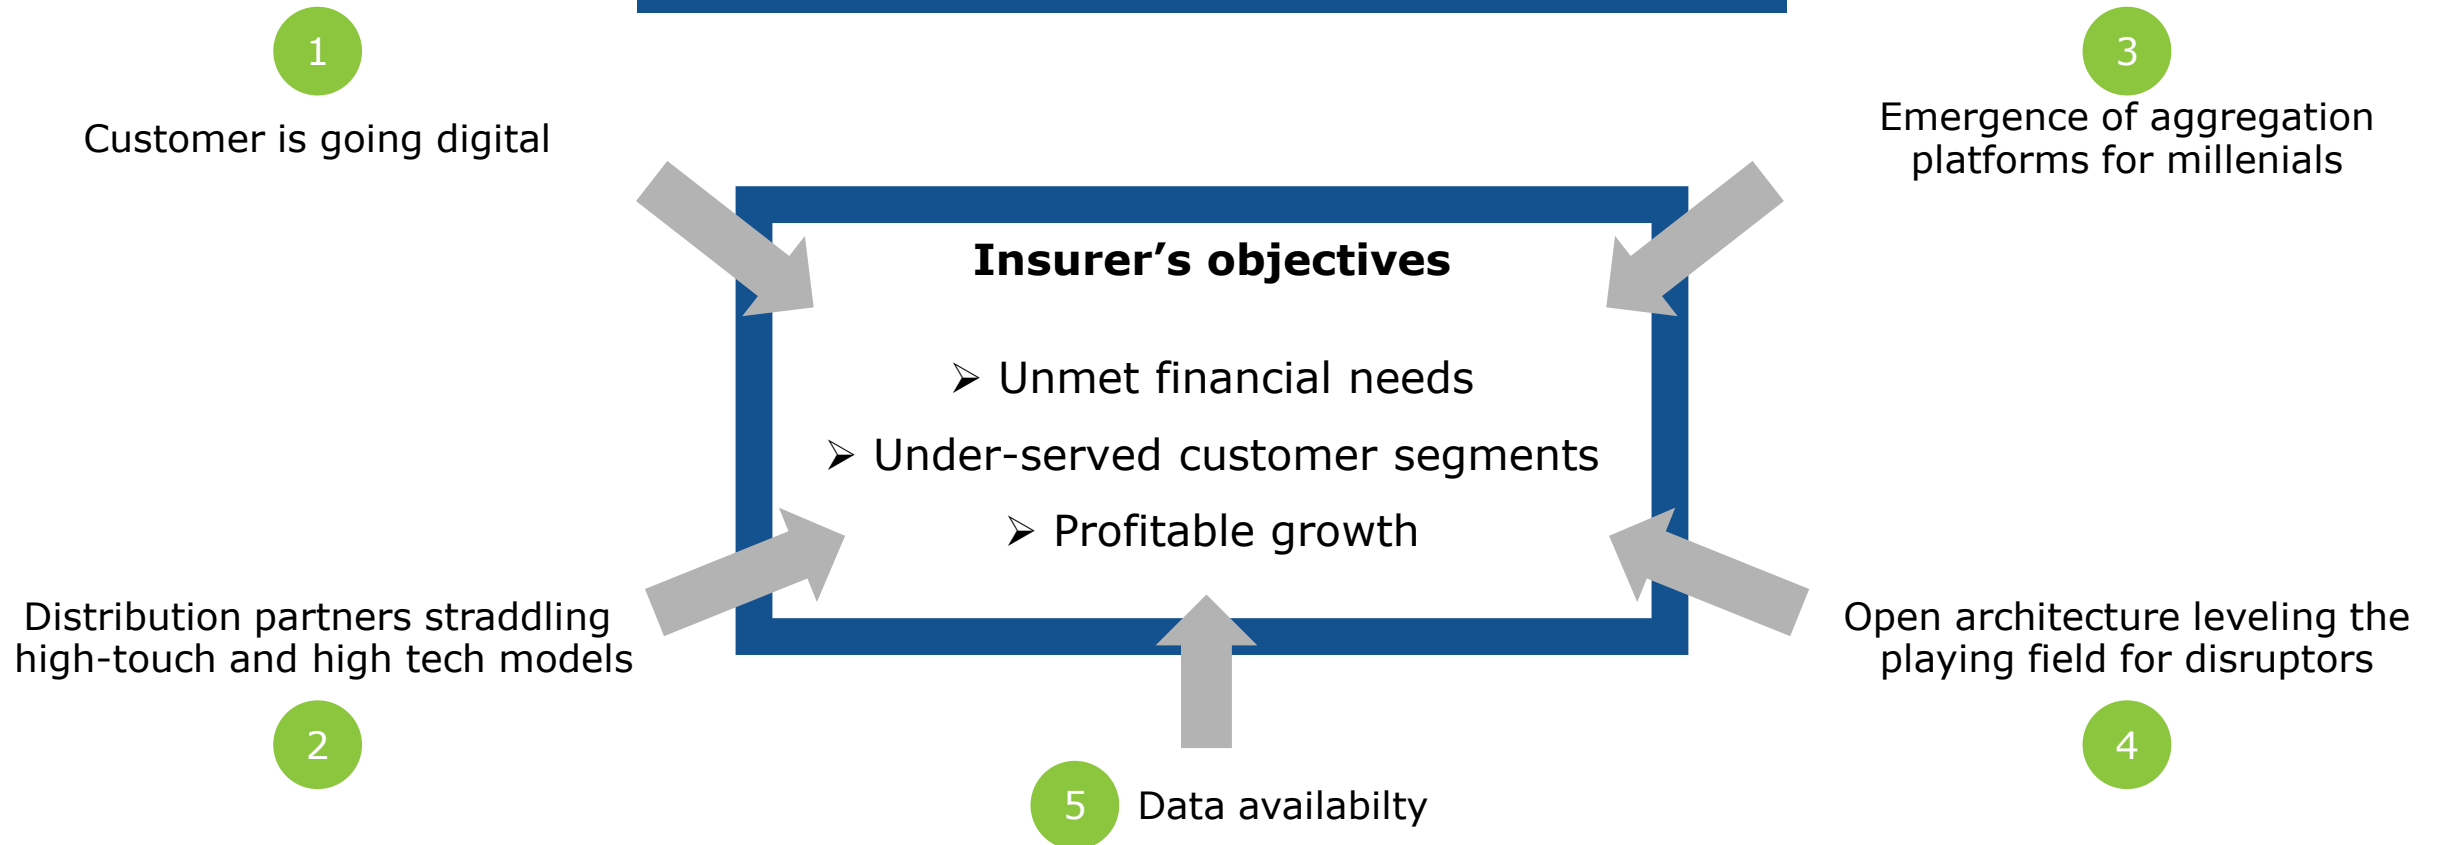 1
Customer is going digital
3
Emergence of aggregation
platforms for millenials
Insurer’s objectives
➢ Unmet financial needs
➢ Under-served customer segments
➢ Profitable growth
Distribution partners straddling
high-touch and high tech models
2
Open architecture leveling the
playing field for disruptors
4
5
Data availabilty